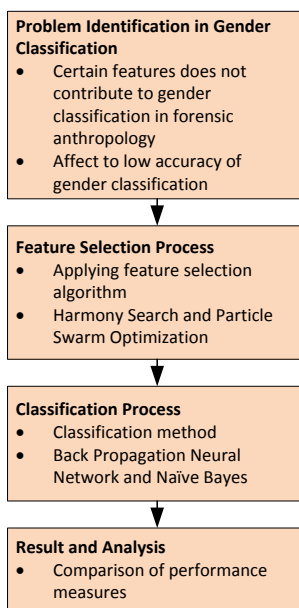 Problem Identification in Gender
Classification
• Certain features does not
contribute to gender
classification in forensic
anthropology
• Affect to low accuracy of
gender classification
Feature Selection Process
• Applying feature selection
algorithm
• Harmony Search and Particle
Swarm Optimization
Classification Process
• Classification method
• Back Propagation Neural
Network and Naïve Bayes
Result and Analysis
• Comparison of performance
measures